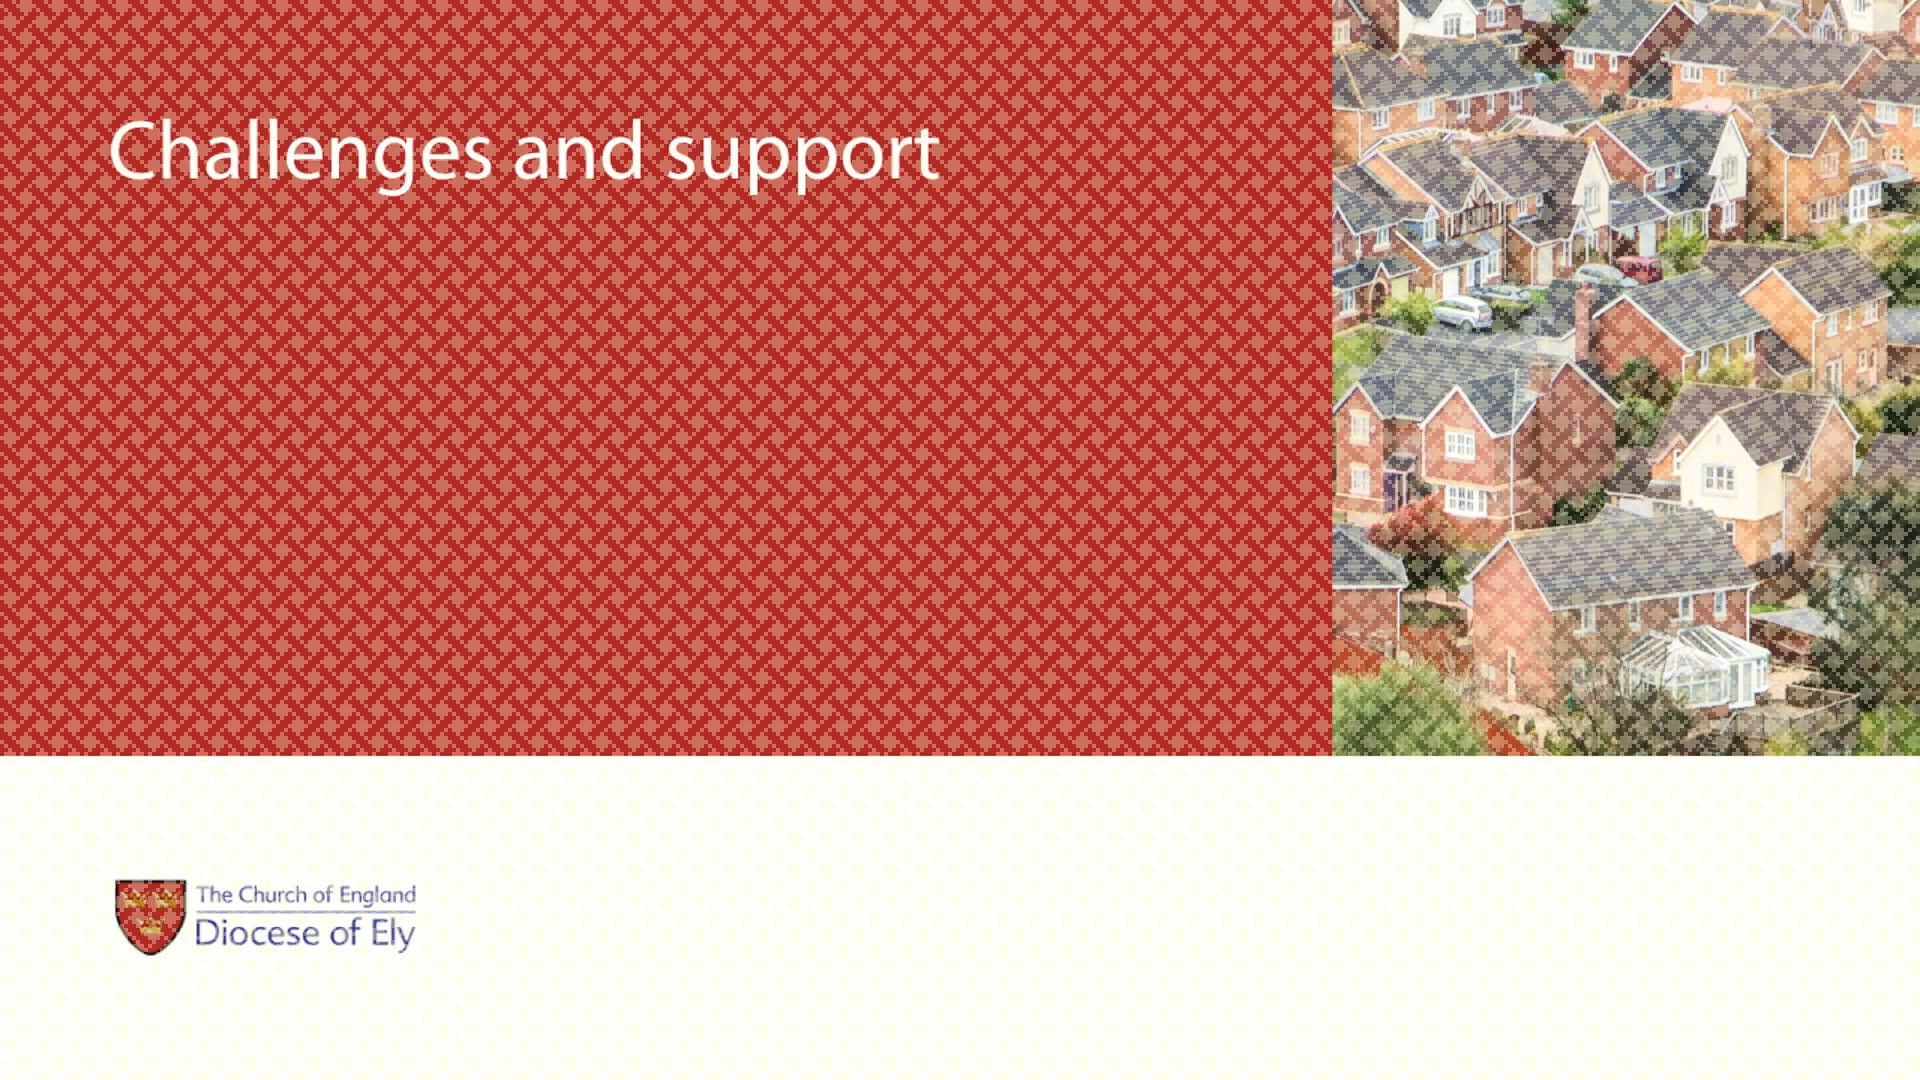 Challenges and support
The Church of England
Diocese of Ely